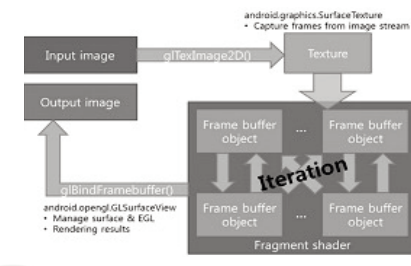 android.graphics.SurfaceTexture
• Capture frames from image stream
Input image
glTexImage2D()
Texture
Output image
Frame buffer object
...
Frame buffer object
Iteration
glBindFramebuffer()
android.opengl.GLSurfaceView
• Manage surface & EGL
• Rendering results
Frame buffer object
...
Frame buffer object
Fragment shader